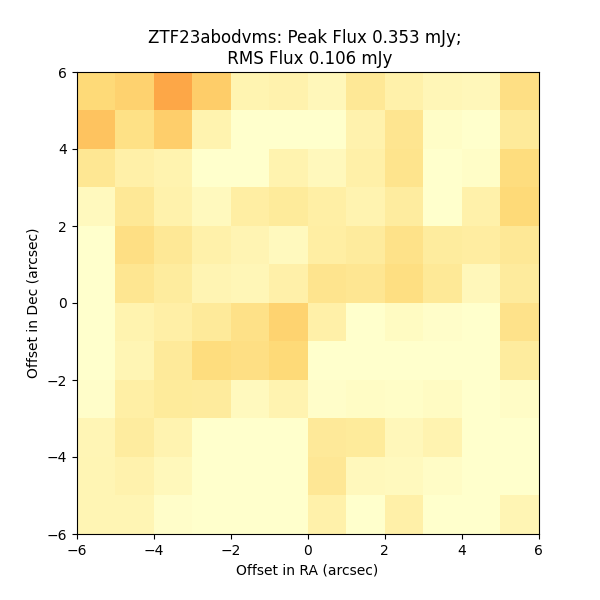 ZTF23abodvms: Peak Flux 0.353 mJy;
RMS Flux 0.106 mJy
6
4
2
0
−2
−4
−6
Offset in Dec (arcsec)
−6 −4 −2 0 2 4 6
Offset in RA (arcsec)